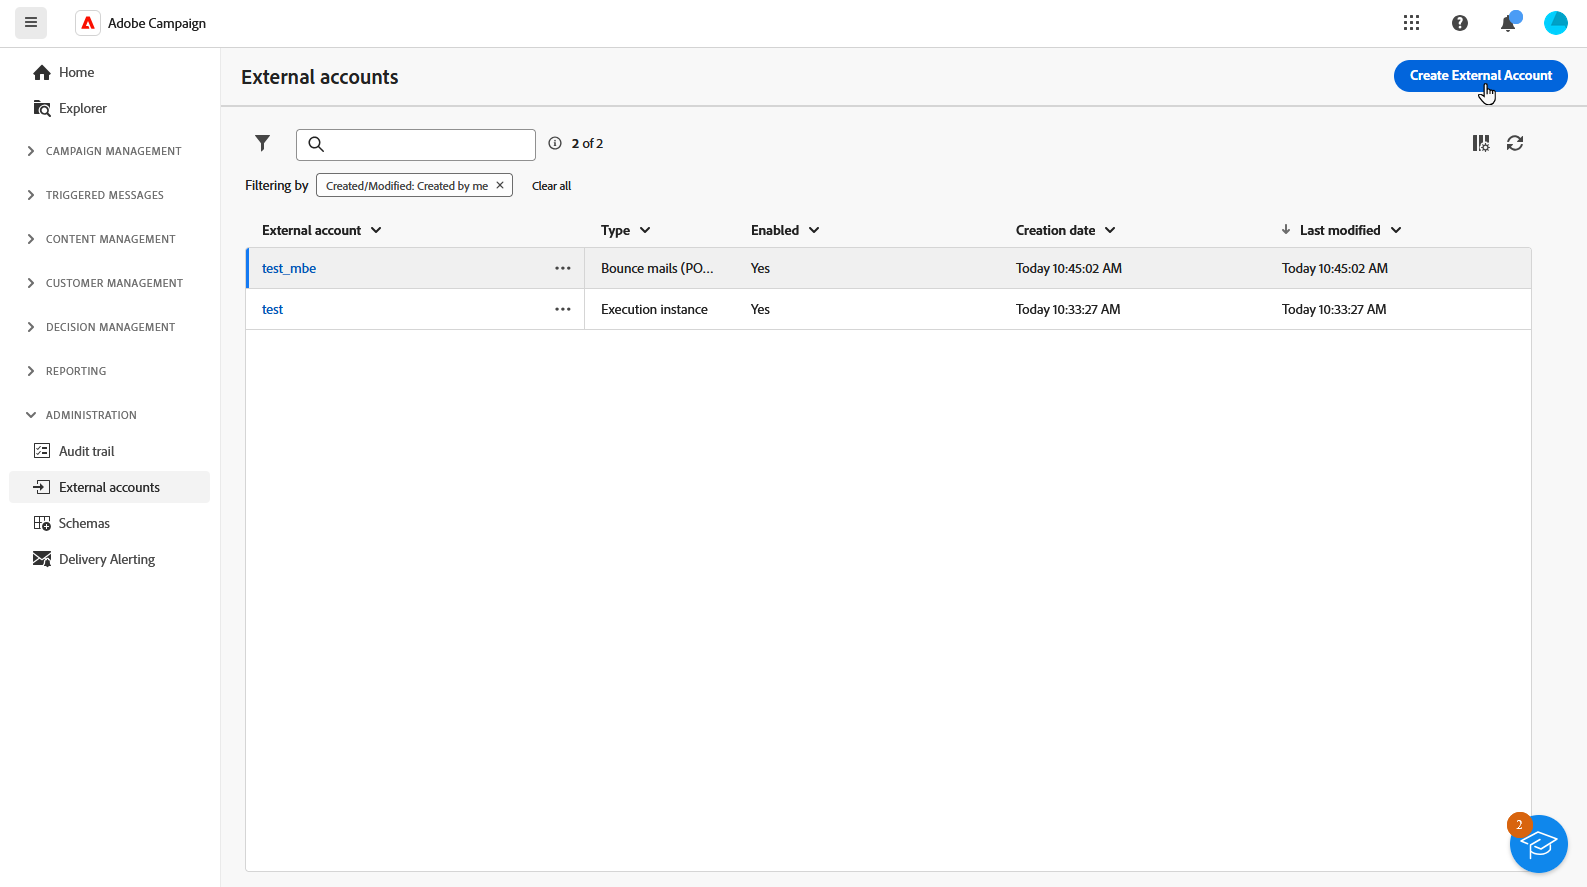 Adobe Campaign
Home
Explorer
CAMPAIGN MANAGEMENT
TRIGGERED MESSAGES
CONTENT MANAGEMENT
CUSTOMER MANAGEMENT
DECISION MANAGEMENT
REPORTING
ADMINISTRATION
Audit trail
External accounts
Schemas
Delivery Alerting
External accounts
Create External Account
2 of 2
Filtering by Created/Modified: Created by me Clear all
External account Type Enabled Creation date Last modified
test_mbe Bounce mails (PO... Yes Today 10:45:02 AM Today 10:45:02 AM
test Execution instance Yes Today 10:33:27 AM Today 10:33:27 AM
2